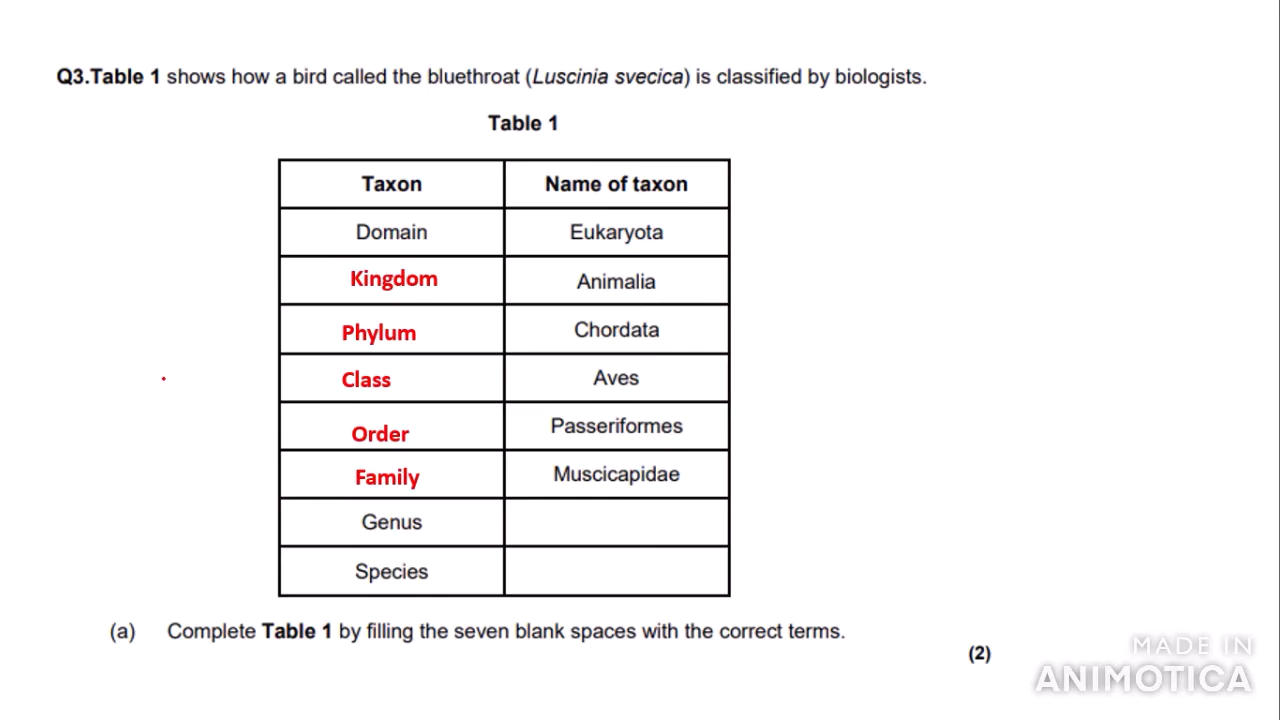 Q3.Table 1 shows how a bird called the bluethroat (Luscinia svecica) is classified by biologists.
Table 1
Taxon Name of taxon
Domain Eukaryota
Kingdom Animalia
Phylum Chordata
Class Aves
Order Passeriformes
Family Muscicapidae
Genus
Species
(a) Complete Table 1 by filling the seven blank spaces with the correct terms.
(2)
MADE IN
ANIMOTICA